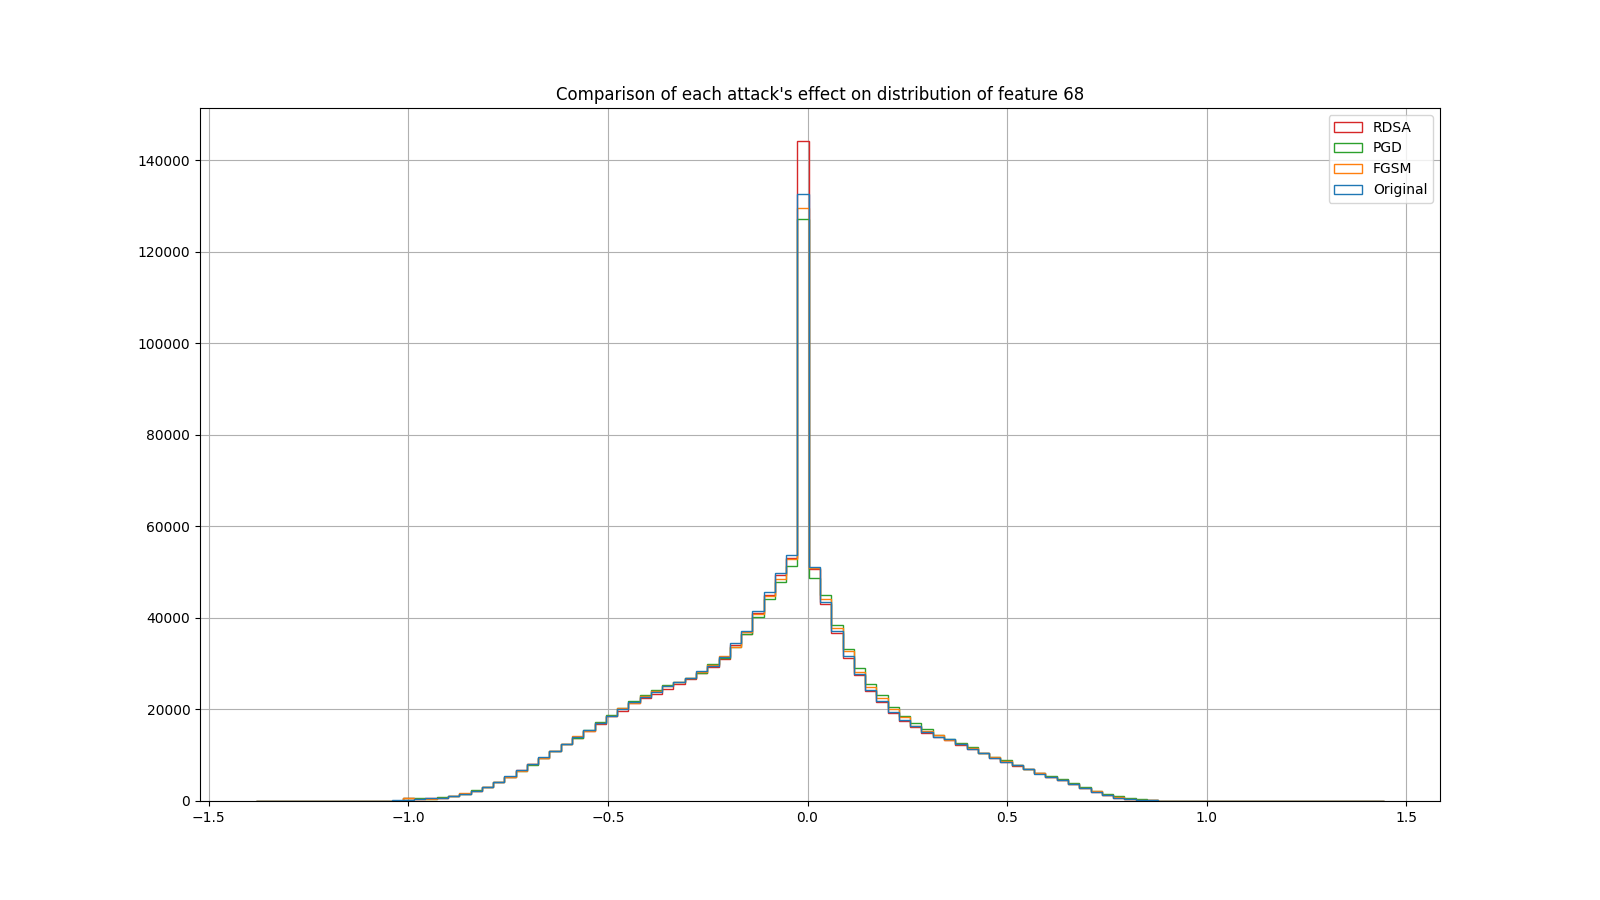 Comparison of each attack's effect on distribution of feature 68
RDSA
PGD
FGSM
Original
140000
120000
100000
80000
60000
40000
20000
0
−1.5 −1.0 −0.5 0.0 0.5 1.0 1.5